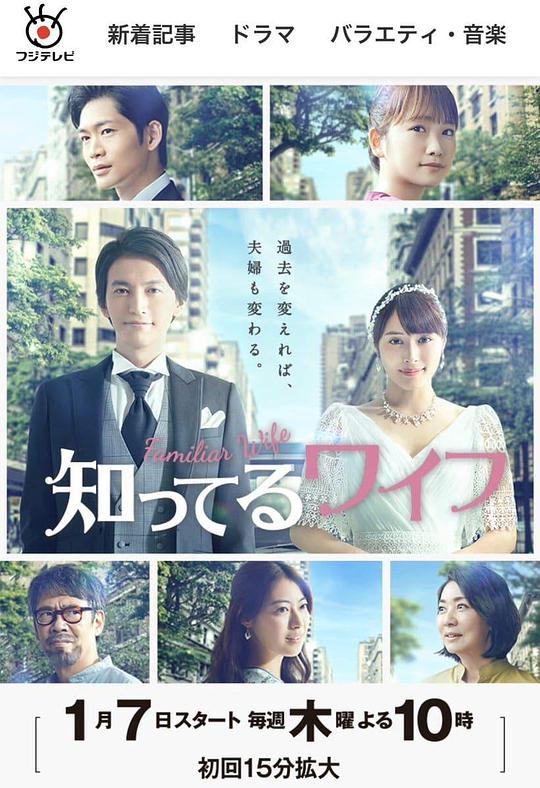 フジテレビ
新着記事 ドラマ バラエティ・音楽
過去を変えれば、
夫婦も変わる。
Familiar Wife
知ってるワイフ
1月7日スタート 毎週木曜よる10時
初回15分拡大